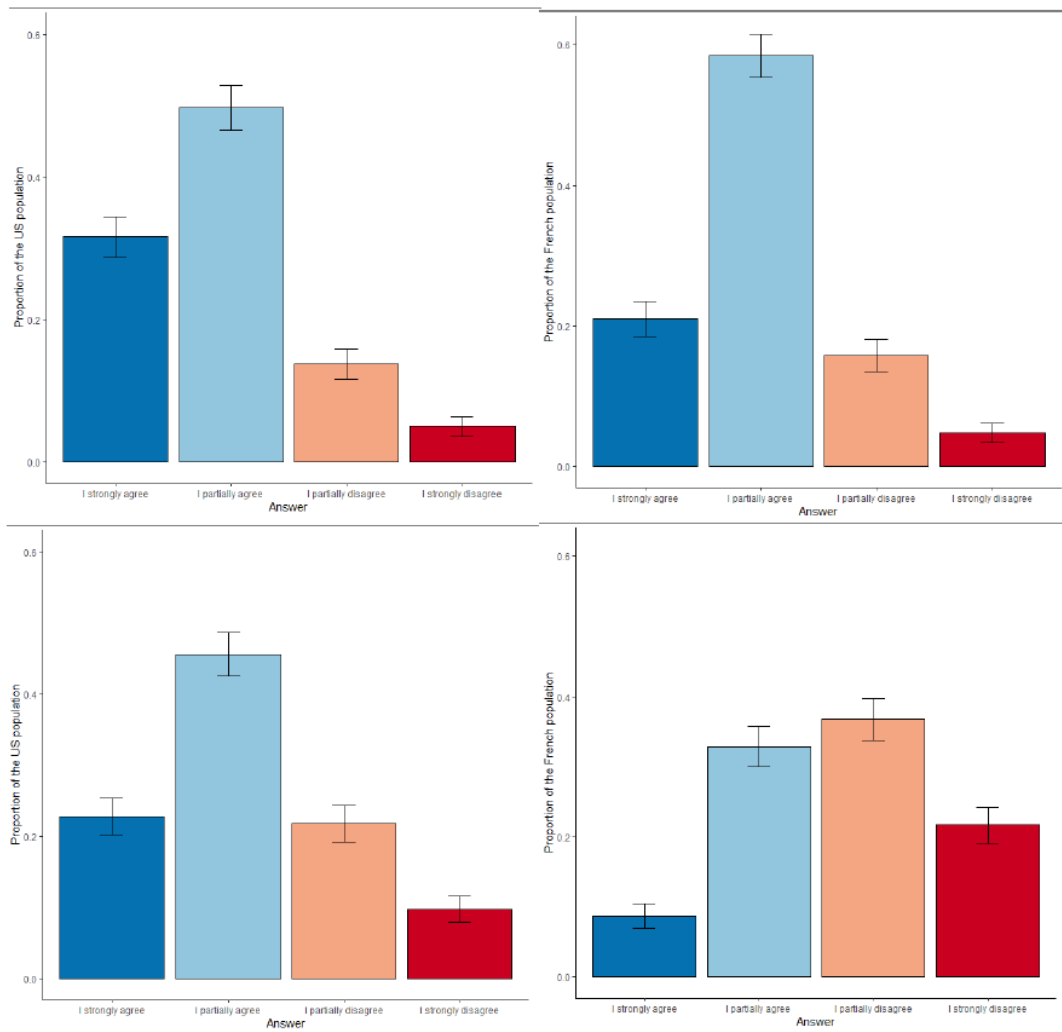 Proportion of the US population
0.6
0.4
0.2
0.0
I strongly agree I partially agree I partially disagree I strongly disagree
Answer
Proportion of the French population
0.6
0.4
0.2
0.0
I strongly agree I partially agree I partially disagree I strongly disagree
Answer
Proportion of the US population
0.6
0.4
0.2
0.0
I strongly agree I partially agree I partially disagree I strongly disagree
Answer
Proportion of the French population
0.6
0.4
0.2
0.0
I strongly agree I partially agree I partially disagree I strongly disagree
Answer